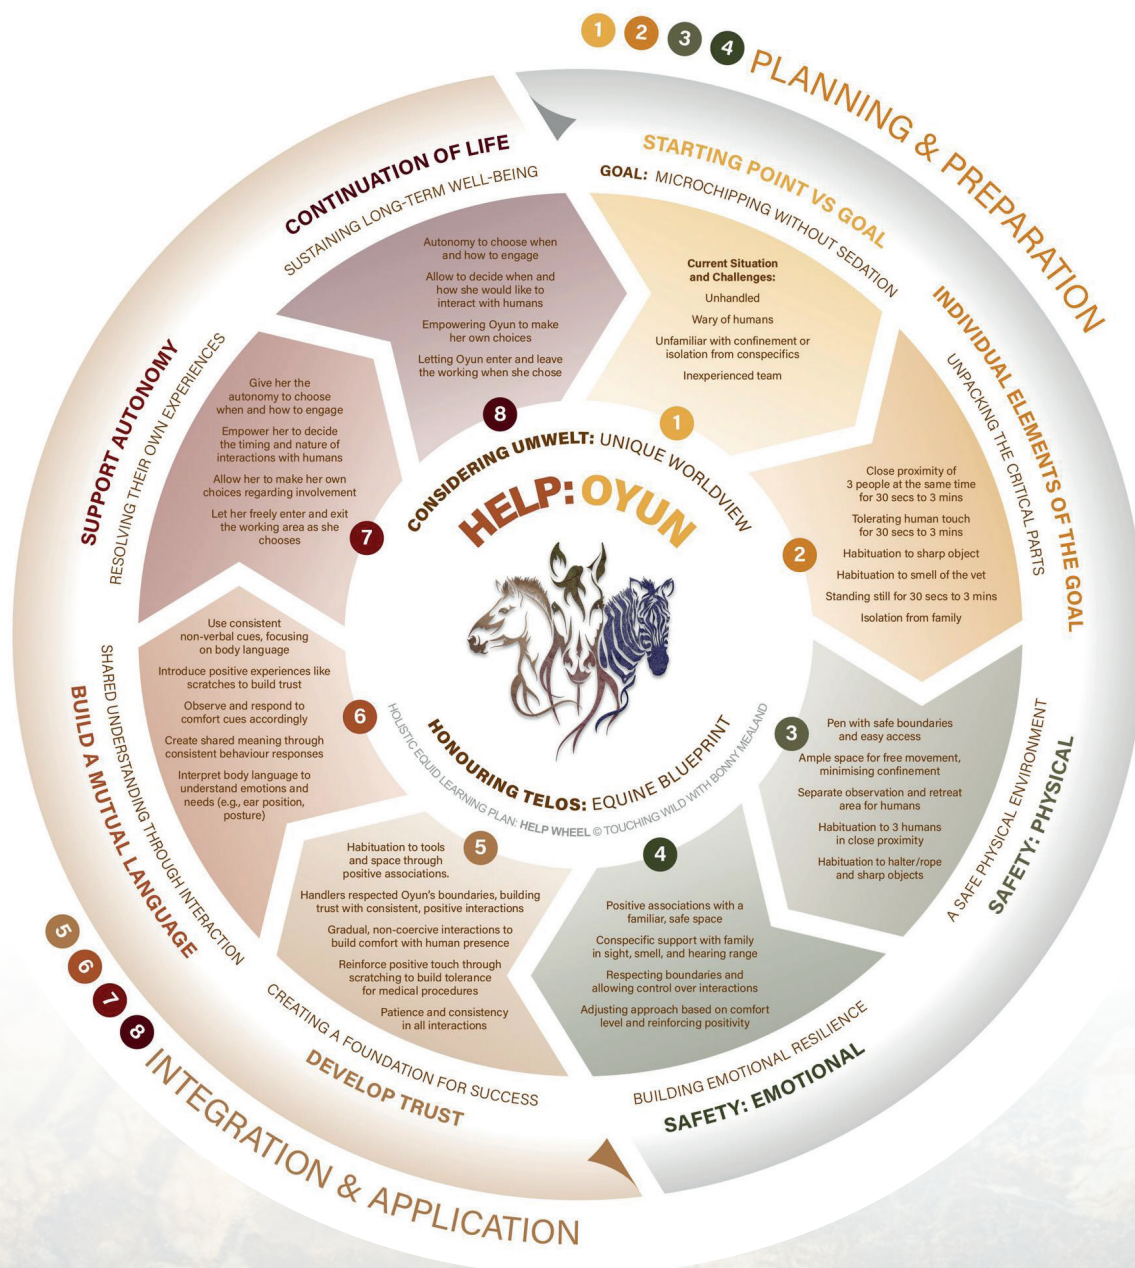 1 2 3 4 PLANNING & PREPARATION
STARTING POINT VS GOAL
GOAL: MICROCHIPPING WITHOUT SEDATION
Current Situation
and Challenges:
Unhandled
Wary of humans
Unfamiliar with confinement or
isolation from conspecifics
Inexperienced team
1
INDIVIDUAL ELEMENTS OF THE GOAL
UNPACKING THE CRITICAL PARTS
Close proximity of
3 people at the same time
for 30 secs to 3 mins
Tolerating human touch
for 30 secs to 3 mins
Habituation to sharp object
Habituation to smell of the vet
Standing still for 30 secs to 3 mins
Isolation from family
2
SAFETY: PHYSICAL
A SAFE PHYSICAL ENVIRONMENT
Pen with safe boundaries
and easy access
Ample space for free movement,
minimising confinement
Separate observation and retreat
area for humans
Habituation to 3 humans
in close proximity
Habituation to halter/rope
and sharp objects
3
4
Positive associations with a
familiar, safe space
Conspecific support with family
in sight, smell, and hearing range
Respecting boundaries and
allowing control over interactions
Adjusting approach based on comfort
level and reinforcing positivity
BUILDING EMOTIONAL RESILIENCE
SAFETY: EMOTIONAL
5 6 7 8 INTEGRATION & APPLICATION
5
Habituation to tools
and space through
positive associations.
Handlers respected Oyun's boundaries, building
trust with consistent, positive interactions
Gradual, non-coercive interactions to
build comfort with human presence
Reinforce positive touch through
scratching to build tolerance
for medical procedures
Patience and consistency
in all interactions
CREATING A FOUNDATION FOR SUCCESS
DEVELOP TRUST
BUILD A MUTUAL LANGUAGE
SHARED UNDERSTANDING THROUGH INTERACTION
Use consistent
non-verbal cues, focusing
on body language
Introduce positive experiences like
scratches to build trust
Observe and respond to
comfort cues accordingly
Create shared meaning through
consistent behaviour responses
Interpret body language to
understand emotions and
needs (e.g., ear position,
posture)
6
SUPPORT AUTONOMY
RESOLVING THEIR OWN EXPERIENCES
Give her the
autonomy to choose
when and how to engage
Empower her to decide
the timing and nature of
interactions with humans
Allow her to make her own
choices regarding involvement
Let her freely enter and exit
the working area as she
chooses
7
CONTINUATION OF LIFE
SUSTAINING LONG-TERM WELL-BEING
Autonomy to choose when
and how to engage
Allow to decide when and
how she would like to
interact with humans
Empowering Oyun to make
her own choices
Letting Oyun enter and leave
the working when she chose
8
CONSIDERING UMWELT: UNIQUE WORLDVIEW
HELP: OYUN
HONOURING TELOS: EQUINE BLUEPRINT
HOLISTIC EQUID LEARNING PLAN: HELP WHEEL © TOUCHING WILD WITH BONNY MEALAND